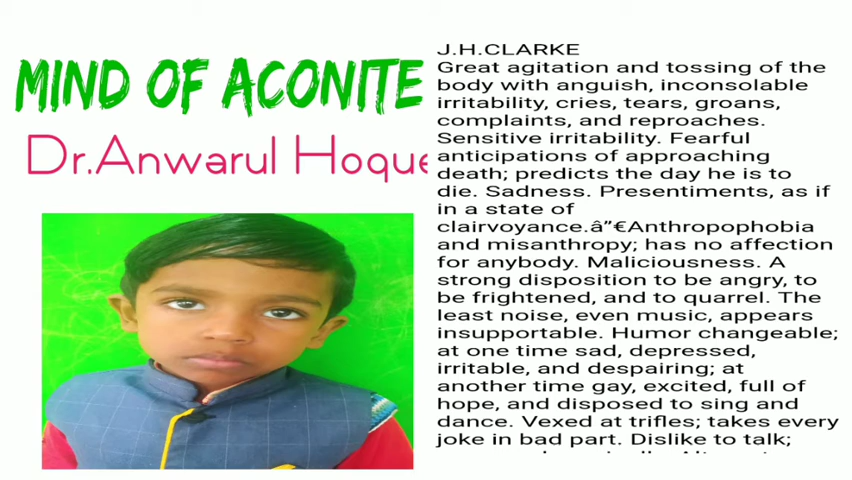 MIND OF ACONITE
Dr.Anwarul Hoque
J.H.CLARKE
Great agitation and tossing of the
body with anguish, inconsolable
irritability, cries, tears, groans,
complaints, and reproaches.
Sensitive irritability. Fearful
anticipations of approaching
death; predicts the day he is to
die. Sadness. Presentiments, as if
in a state of
clairvoyance.â”€Anthropophobia
and misanthropy; has no affection
for anybody. Maliciousness. A
strong disposition to be angry, to
be frightened, and to quarrel. The
least noise, even music, appears
insupportable. Humor changeable;
at one time sad, depressed,
irritable, and despairing; at
another time gay, excited, full of
hope, and disposed to sing and
dance. Vexed at trifles; takes every
joke in bad part. Dislike to talk;